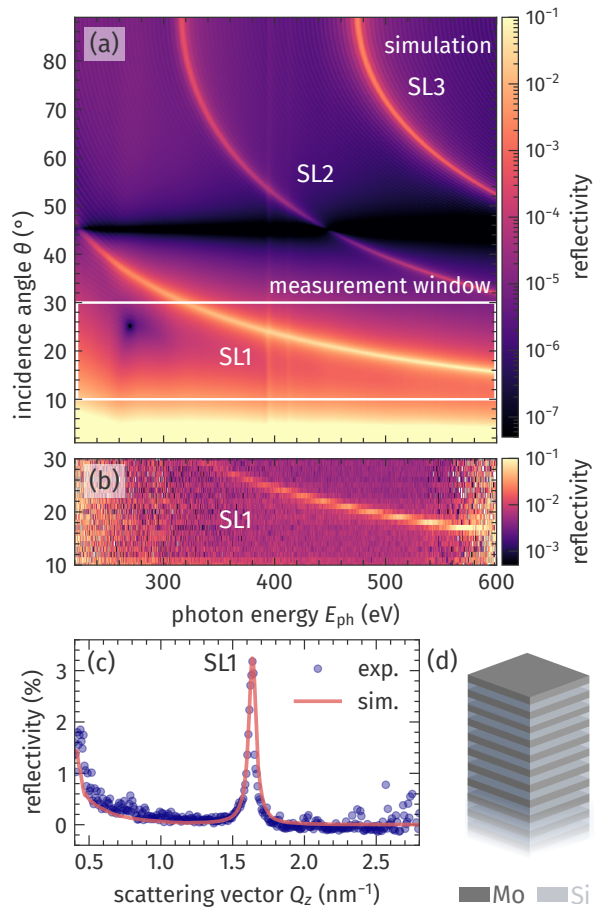 (a)
simulation
SL3
SL2
measurement window
SL1
80
70
60
50
40
30
20
10
incidence angle θ (°)
10⁻¹
10⁻²
10⁻³
10⁻⁴
10⁻⁵
10⁻⁶
10⁻⁷
reflectivity
(b)
SL1
30
20
10
200
300
400
500
600
photon energy E_ph (eV)
10⁻¹
10⁻²
10⁻³
reflectivity
(c)
SL1
exp.
sim.
3
2
1
0
reflectivity (%)
0.5
1.0
1.5
2.0
2.5
scattering vector Q_z (nm⁻¹)
(d)
Mo
Si